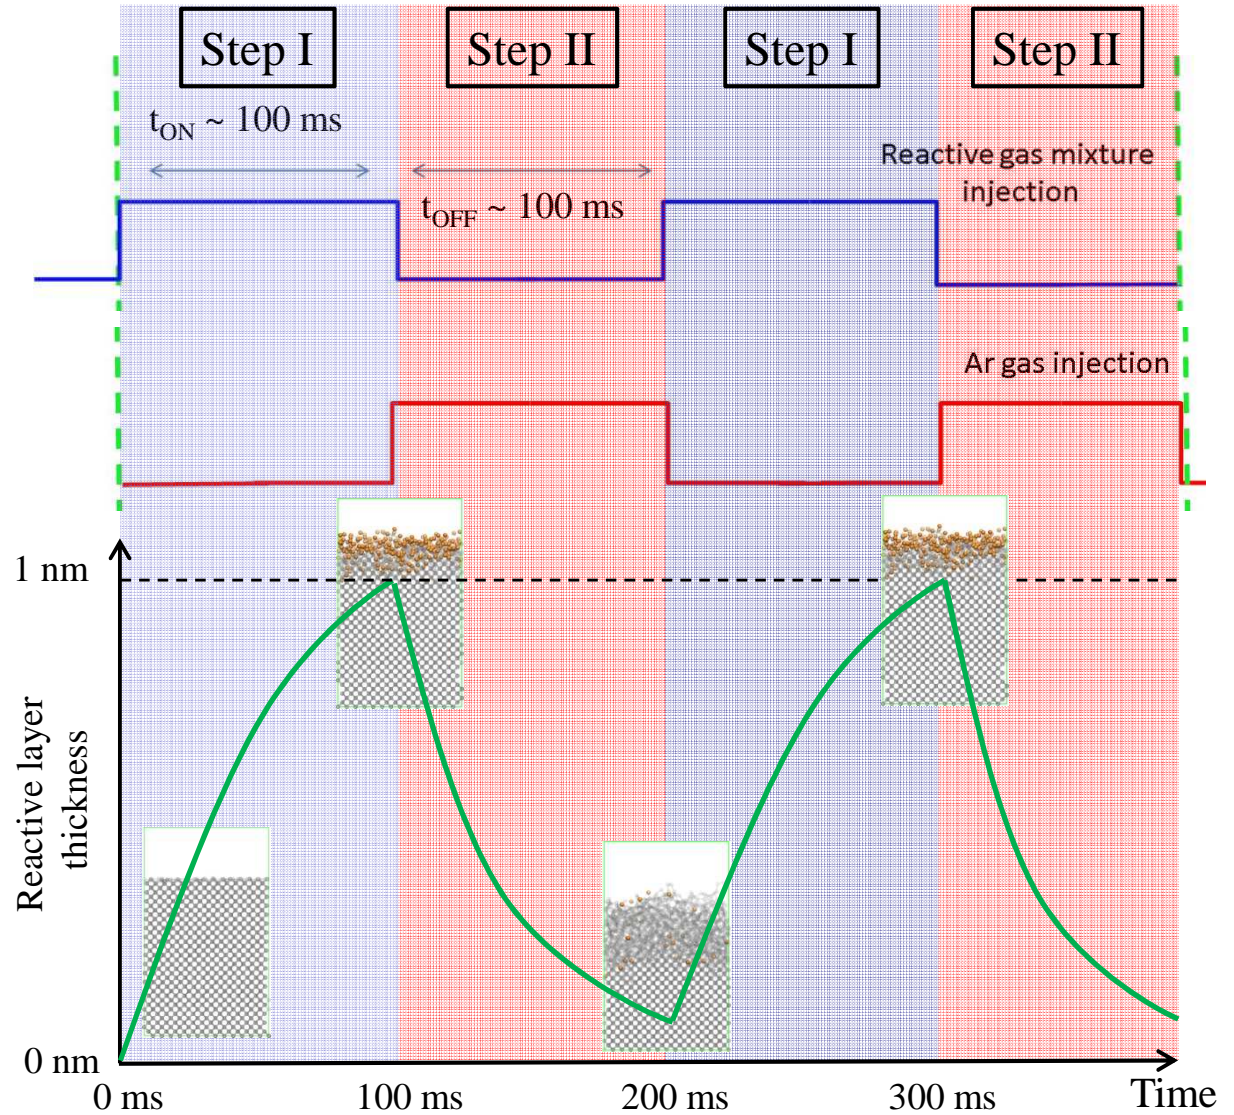 Step I
Step II
Step I
Step II
tON ~ 100 ms
tOFF ~ 100 ms
Reactive gas mixture
injection
Ar gas injection
1 nm
Reactive layer
thickness
0 nm
0 ms
100 ms
200 ms
300 ms
Time